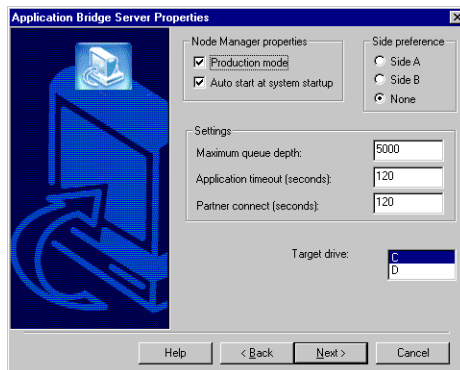 Application Bridge Server Properties
Node Manager properties
Production mode
Auto start at system startup
Side preference
Side A
Side B
None
Settings
Maximum queue depth: 5000
Application timeout (seconds): 120
Partner connect (seconds): 120
Target drive: C
D
Help < Back Next > Cancel